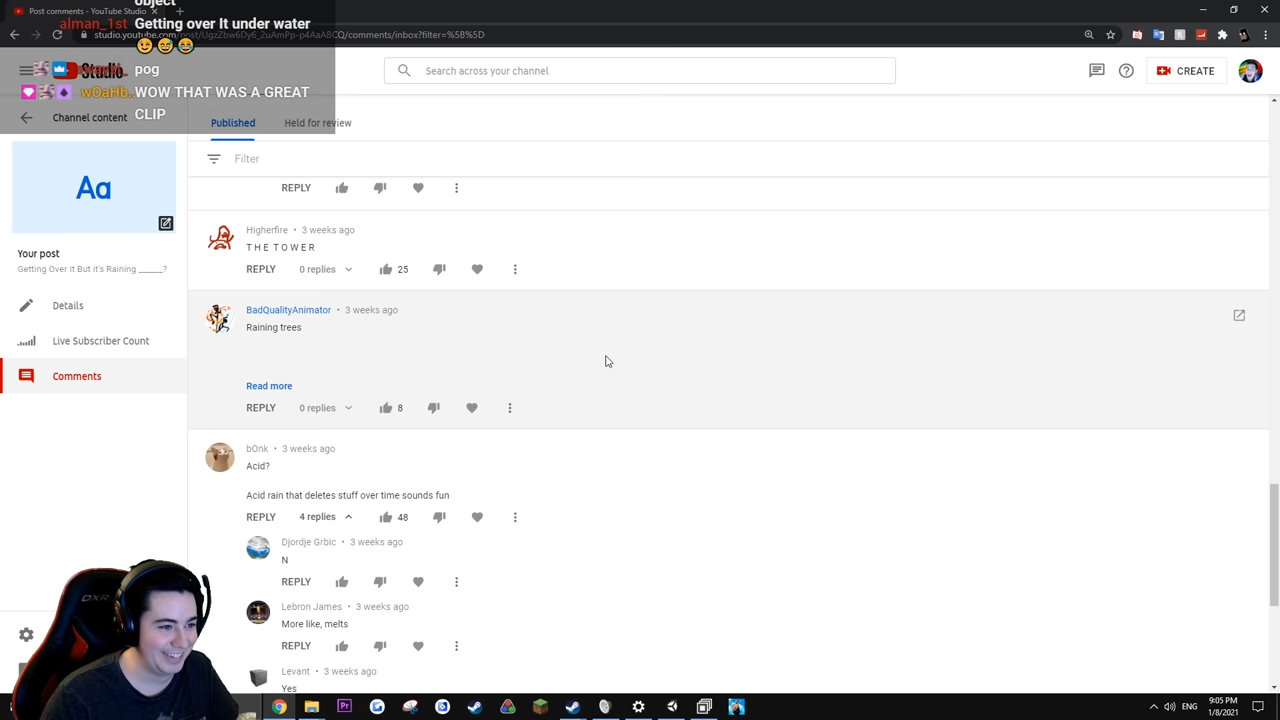 Post comments - YouTube Studio
object
alman_1st Getting over It under water
😉 😅 😂
pog
wOaHb WOW THAT WAS A GREAT
CLIP
studio.youtube.com/post/UgzZbw6Dy6_2uAmPp-p4AaABCQ/comments/inbox?filter=%5B%5D
Studio
Search across your channel
CREATE
Channel content
Published
Held for review
Filter
Aa
Your post
Getting Over It But it's Raining ______?
Details
Live Subscriber Count
Comments
REPLY
Higherfire • 3 weeks ago
T H E T O W E R
REPLY 0 replies 25
BadQualityAnimator • 3 weeks ago
Raining trees
Read more
REPLY 0 replies 8
bOnk • 3 weeks ago
Acid?
Acid rain that deletes stuff over time sounds fun
REPLY 4 replies 48
Djordje Grbic • 3 weeks ago
N
REPLY
Lebron James • 3 weeks ago
More like, melts
REPLY
Levant • 3 weeks ago
Yes
DXR
ENG
9:05 PM
1/8/2021